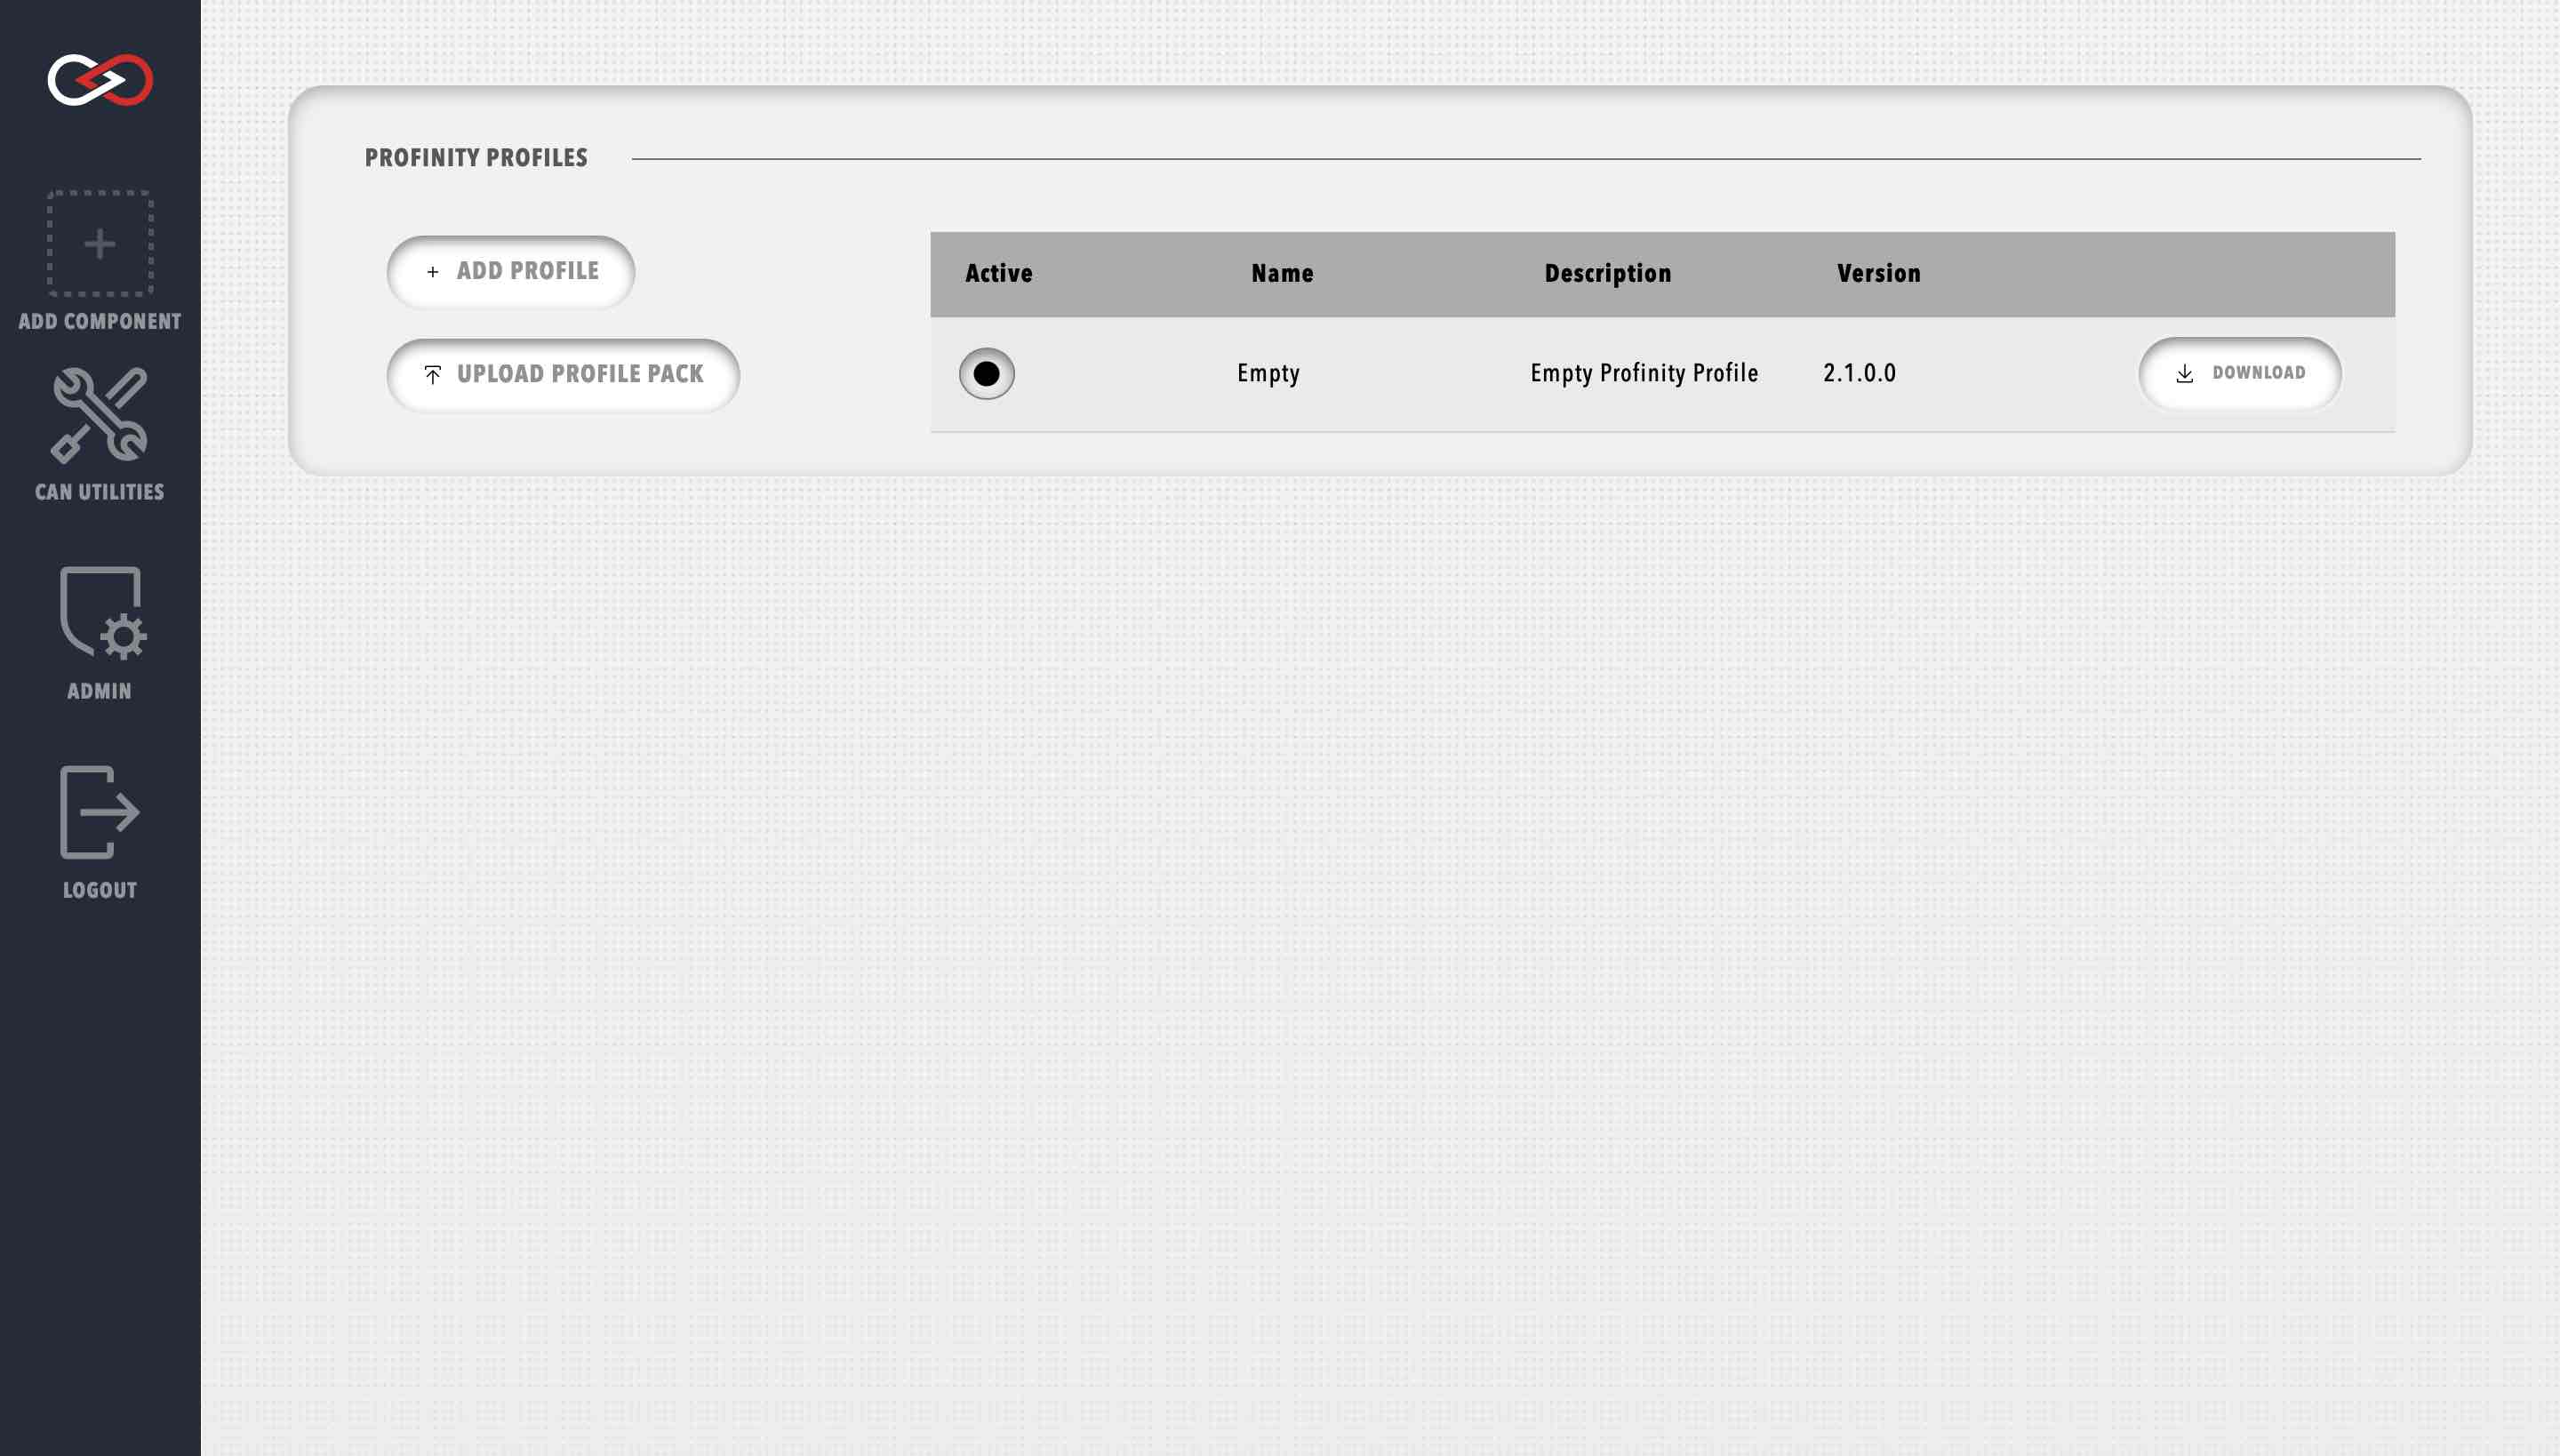 ADD COMPONENT
CAN UTILITIES
ADMIN
LOGOUT
PROFINITY PROFILES
ADD PROFILE
UPLOAD PROFILE PACK
Active Name Description Version
Empty Empty Profinity Profile 2.1.0.0 DOWNLOAD